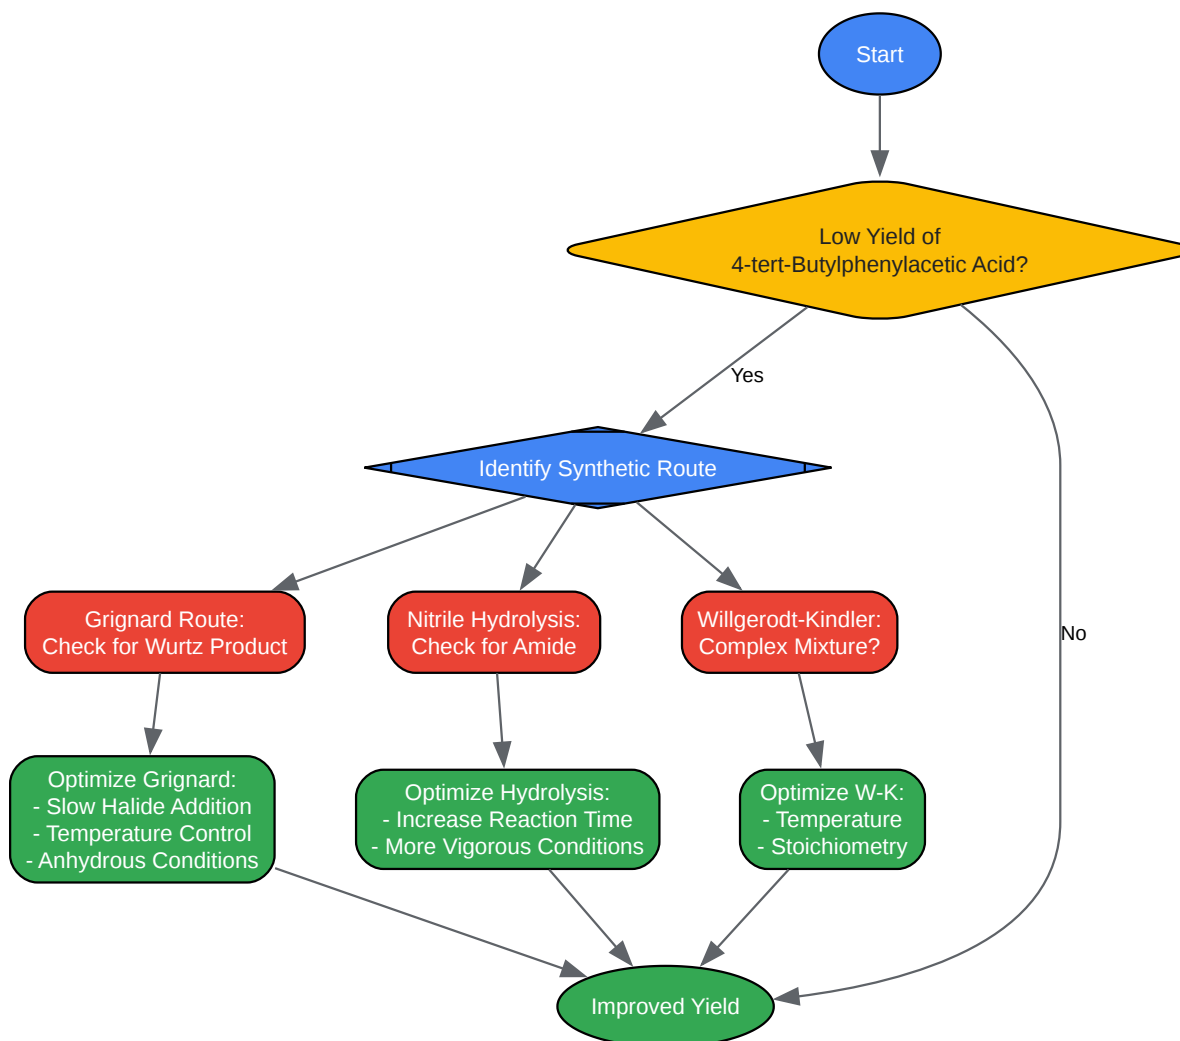 Start
Low Yield of
4-tert-Butylphenylacetic Acid?
Yes
Identify Synthetic Route
Grignard Route:
Check for Wurtz Product
Nitrile Hydrolysis:
Check for Amide
Willgerodt-Kindler:
Complex Mixture?
No
Optimize Grignard:
- Slow Halide Addition
- Temperature Control
- Anhydrous Conditions
Optimize Hydrolysis:
- Increase Reaction Time
- More Vigorous Conditions
Optimize W-K:
- Temperature
- Stoichiometry
Improved Yield